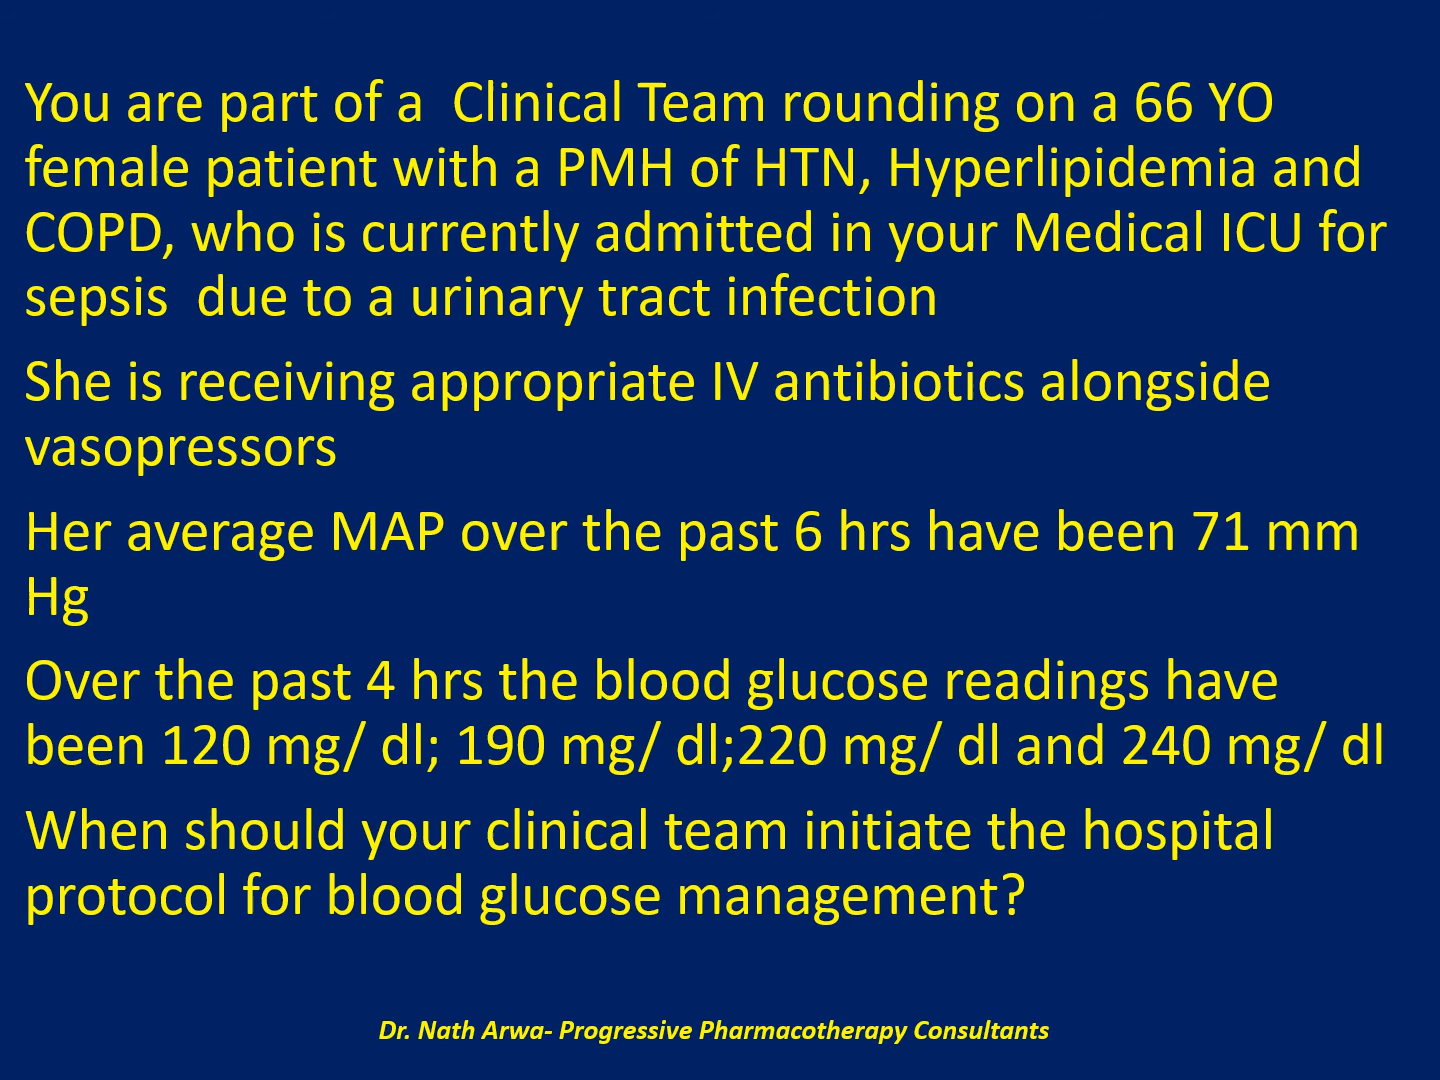 You are part of a  Clinical Team rounding on a 66 YO
female patient with a PMH of HTN, Hyperlipidemia and
COPD, who is currently admitted in your Medical ICU for
sepsis  due to a urinary tract infection
She is receiving appropriate IV antibiotics alongside
vasopressors
Her average MAP over the past 6 hrs have been 71 mm
Hg
Over the past 4 hrs the blood glucose readings have
been 120 mg/ dl; 190 mg/ dl;220 mg/ dl and 240 mg/ dl
When should your clinical team initiate the hospital
protocol for blood glucose management?
Dr. Nath Arwa- Progressive Pharmacotherapy Consultants